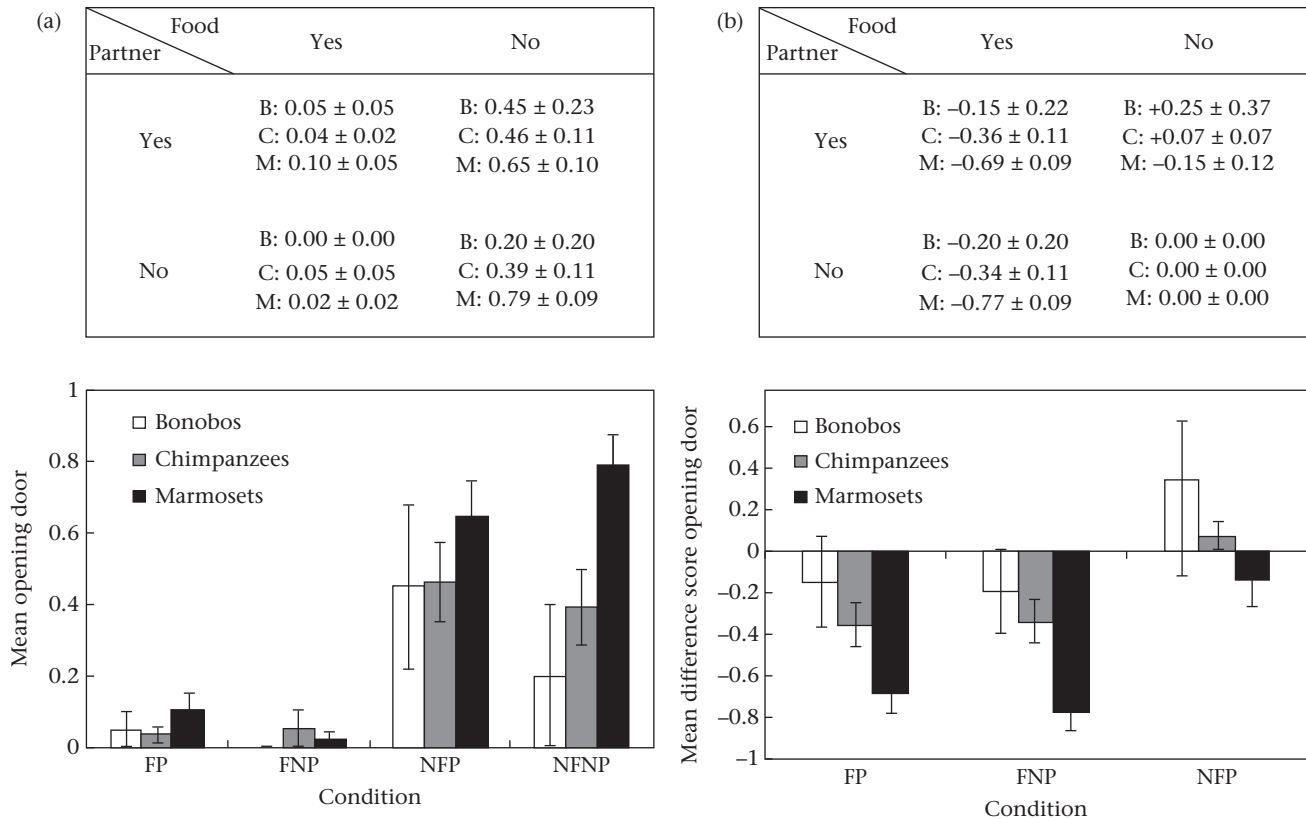 (a)
Food
Partner
Yes No
Yes
B: 0.05 ± 0.05 B: 0.45 ± 0.23
C: 0.04 ± 0.02 C: 0.46 ± 0.11
M: 0.10 ± 0.05 M: 0.65 ± 0.10
No
B: 0.00 ± 0.00 B: 0.20 ± 0.20
C: 0.05 ± 0.05 C: 0.39 ± 0.11
M: 0.02 ± 0.02 M: 0.79 ± 0.09
(b)
Food
Partner
Yes No
Yes
B: –0.15 ± 0.22 B: +0.25 ± 0.37
C: –0.36 ± 0.11 C: +0.07 ± 0.07
M: –0.69 ± 0.09 M: –0.15 ± 0.12
No
B: –0.20 ± 0.20 B: 0.00 ± 0.00
C: –0.34 ± 0.11 C: 0.00 ± 0.00
M: –0.77 ± 0.09 M: 0.00 ± 0.00
Mean opening door
1
0.8
0.6
0.4
0.2
0
Bonobos
Chimpanzees
Marmosets
FP FNP NFP NFNP
Condition
Mean difference score opening door
0.6
0.4
0.2
0
–0.2
–0.4
–0.6
–0.8
–1
Bonobos
Chimpanzees
Marmosets
FP FNP NFP
Condition